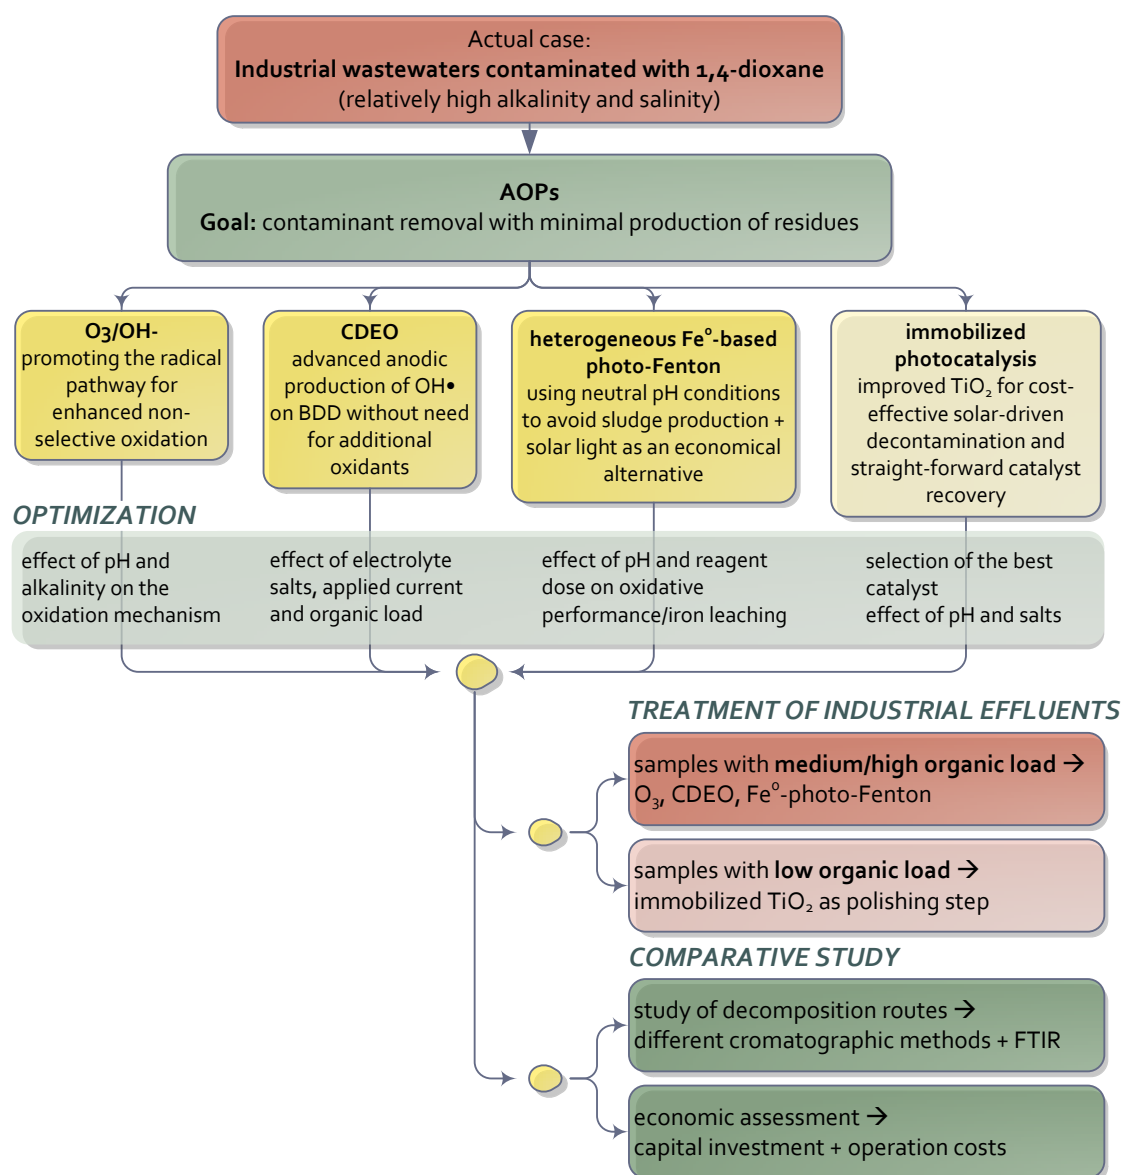 Actual case:
Industrial wastewaters contaminated with 1,4-dioxane
(relatively high alkalinity and salinity)
AOPs
Goal: contaminant removal with minimal production of residues
O3/OH-
promoting the radical
pathway for
enhanced non-
selective oxidation
CDEO
advanced anodic
production of OH•
on BDD without need
for additional
oxidants
heterogeneous Fe⁰-based
photo-Fenton
using neutral pH conditions
to avoid sludge production +
solar light as an economical
alternative
immobilized
photocatalysis
improved TiO₂ for cost-
effective solar-driven
decontamination and
straight-forward catalyst
recovery
OPTIMIZATION
effect of pH and
alkalinity on the
oxidation mechanism
effect of electrolyte
salts, applied current
and organic load
effect of pH and reagent
dose on oxidative
performance/iron leaching
selection of the best
catalyst
effect of pH and salts
TREATMENT OF INDUSTRIAL EFFLUENTS
samples with medium/high organic load →
O₃, CDEO, Fe⁰-photo-Fenton
samples with low organic load →
immobilized TiO₂ as polishing step
COMPARATIVE STUDY
study of decomposition routes →
different cromatographic methods + FTIR
economic assessment →
capital investment + operation costs